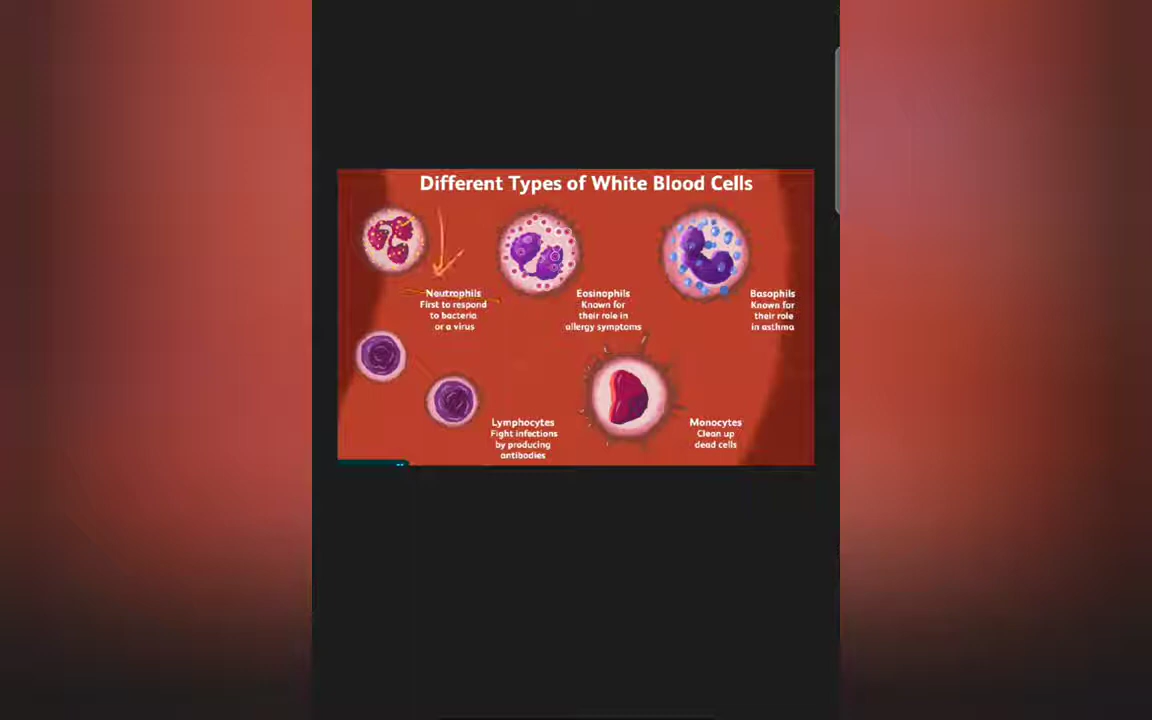 Different Types of White Blood Cells
Neutrophils
First to respond
to bacteria
or a virus
Eosinophils
Known for
their role in
allergy symptoms
Basophils
Known for
their role
in asthma
Lymphocytes
Fight infections
by producing
antibodies
Monocytes
Clean up
dead cells